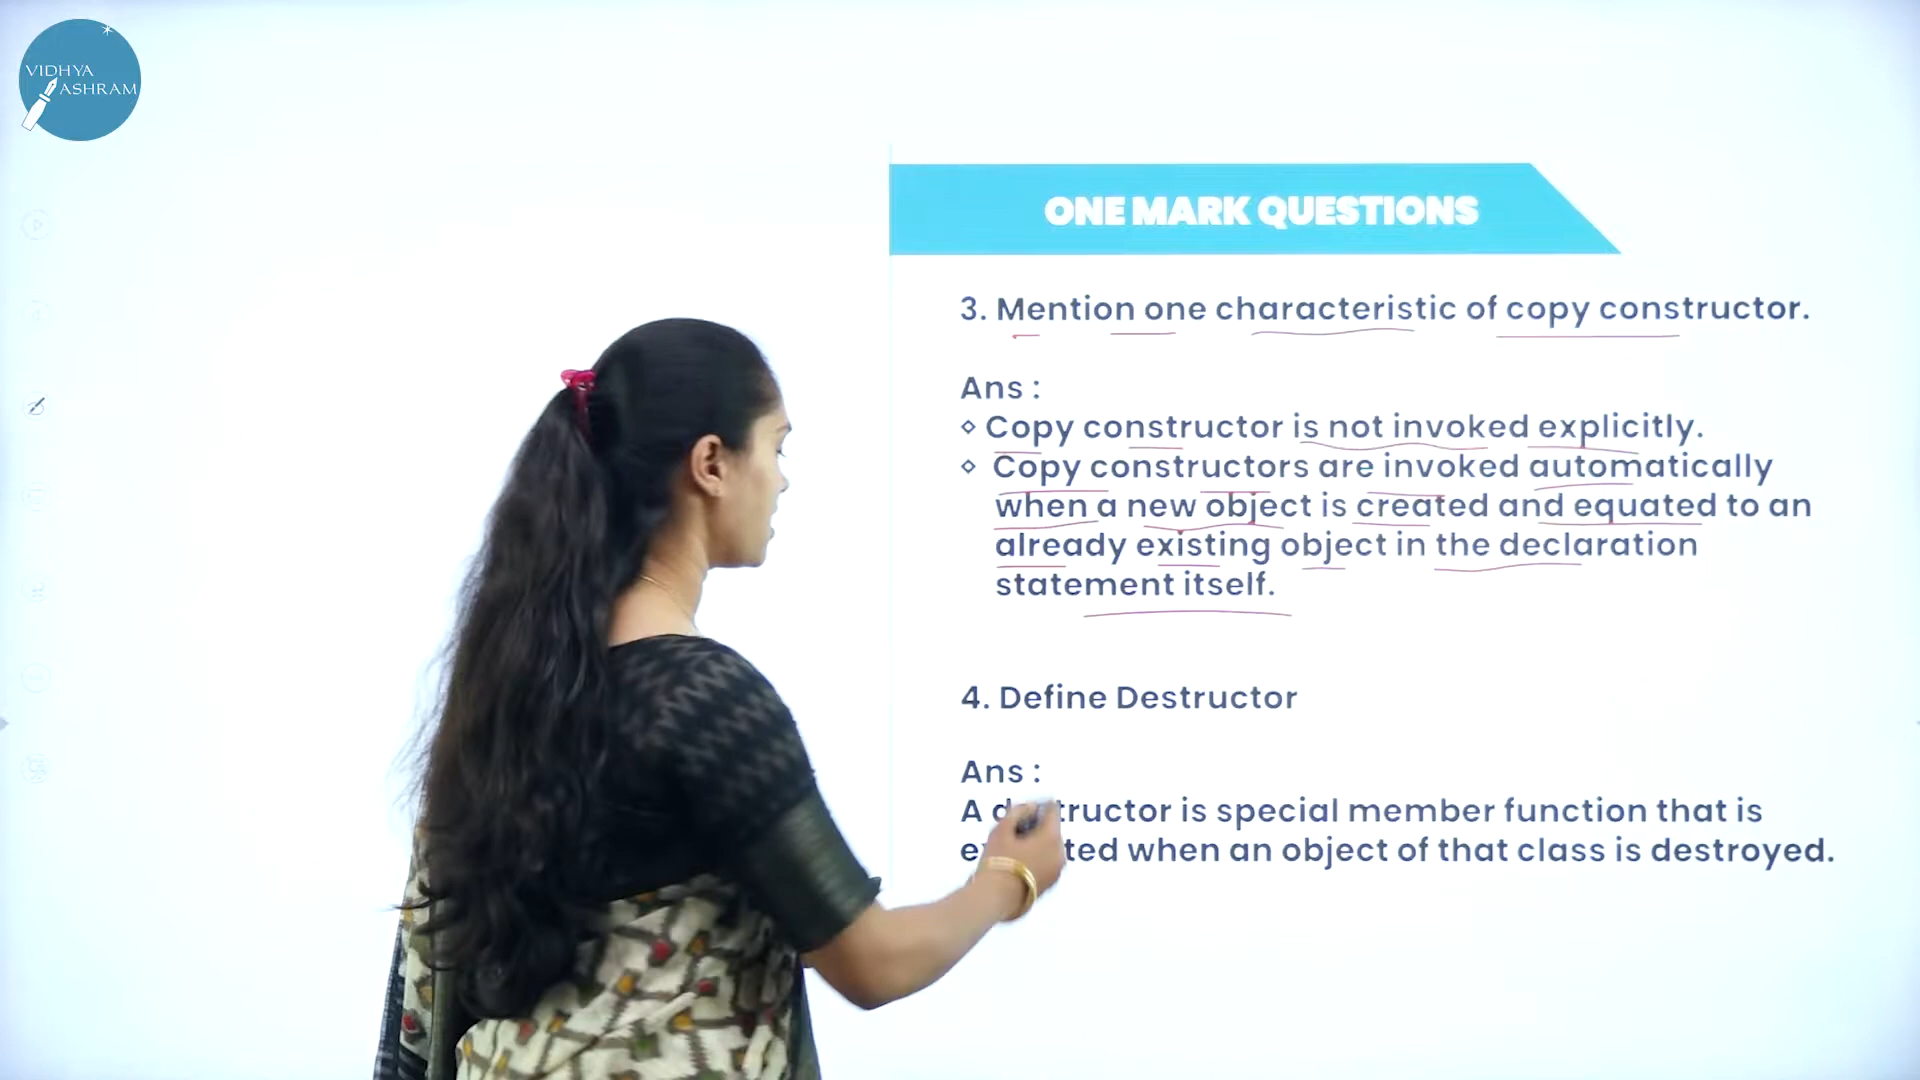 VIDHYA
ASHRAM
ONE MARK QUESTIONS
3. Mention one characteristic of copy constructor.
Ans :
⋄ Copy constructor is not invoked explicitly.
⋄ Copy constructors are invoked automatically
when a new object is created and equated to an
already existing object in the declaration
statement itself.
4. Define Destructor
Ans :
A is special member function that is
when an object of that class is destroyed.